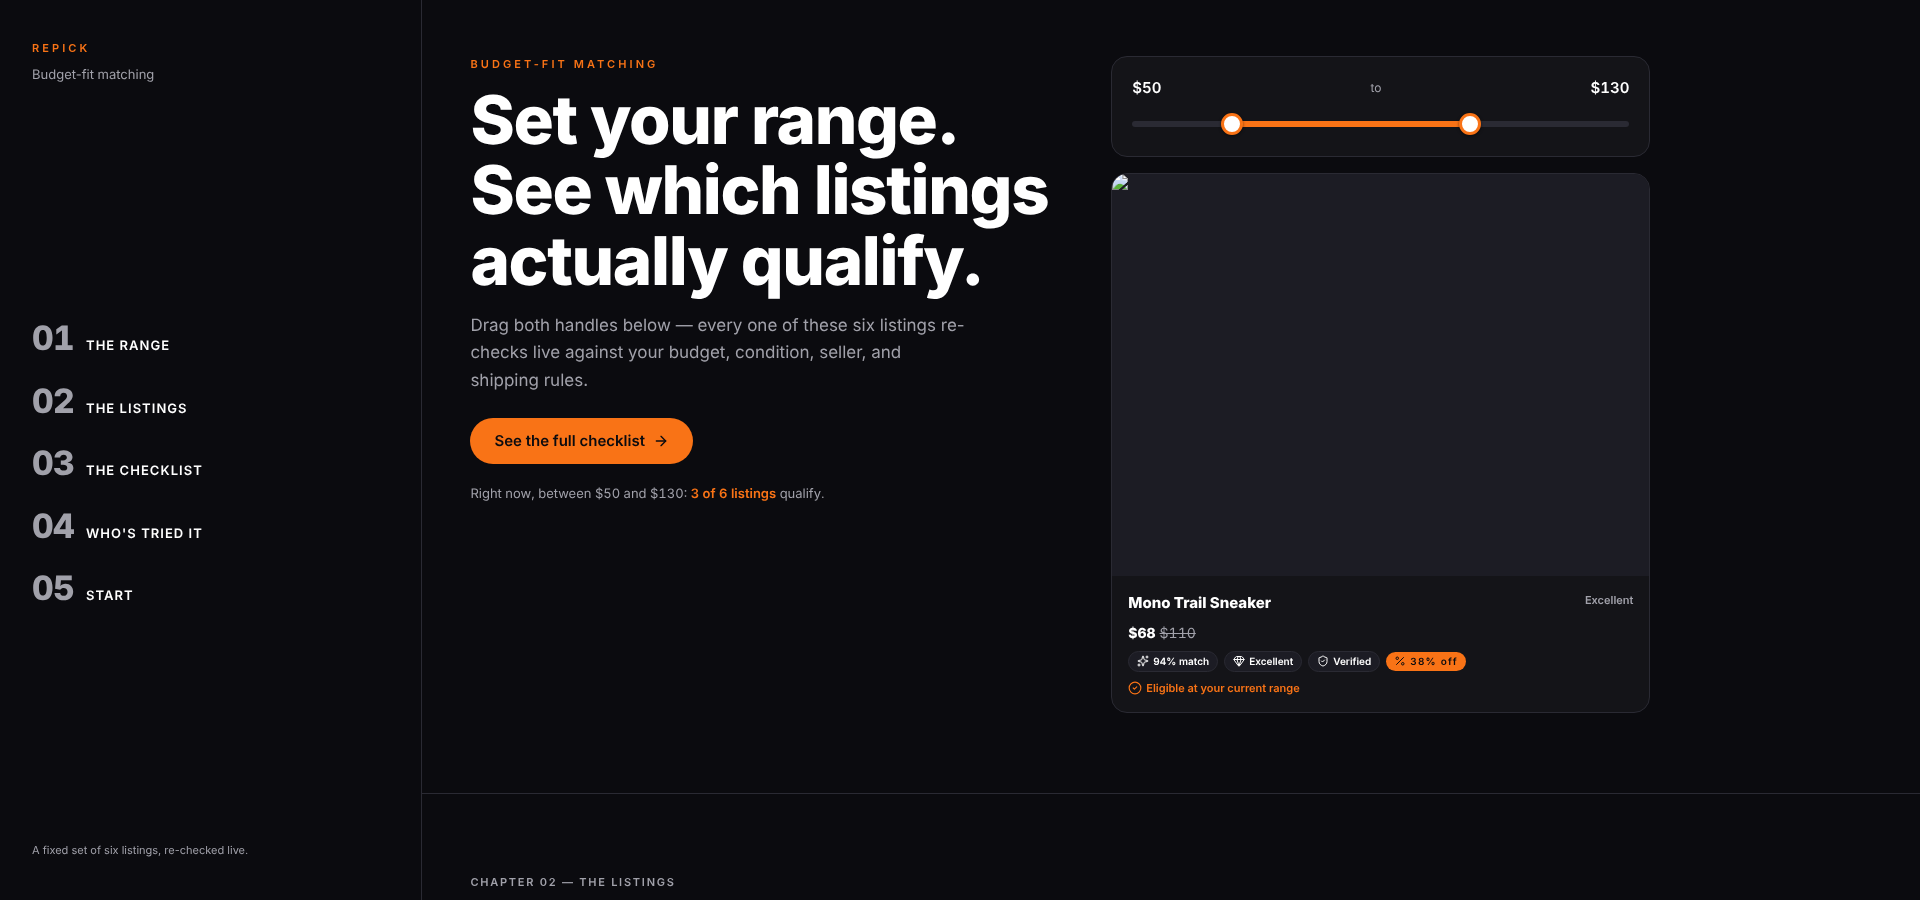 REPICK
Budget-fit matching
01 THE RANGE
02 THE LISTINGS
03 THE CHECKLIST
04 WHO'S TRIED IT
05 START
A fixed set of six listings, re-checked live.
BUDGET-FIT MATCHING
Set your range.
See which listings
actually qualify.
Drag both handles below — every one of these six listings re-
checks live against your budget, condition, seller, and
shipping rules.
See the full checklist
Right now, between $50 and $130: 3 of 6 listings qualify.
$50 to $130
Mono Trail Sneaker Excellent
$68 $110
94% match Excellent Verified 38% off
Eligible at your current range
CHAPTER 02 — THE LISTINGS